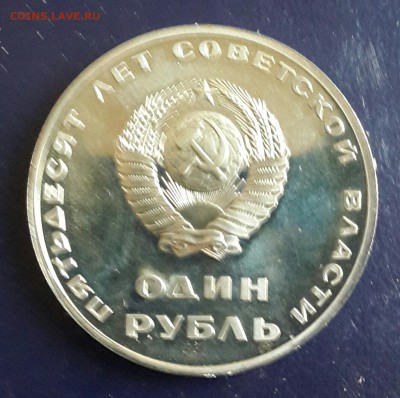 COINS.LAVE.RU
ПЯТЬДЕСЯТ ЛЕТ СОВЕТСКОЙ ВЛАСТИ
ОДИН
РУБЛЬ